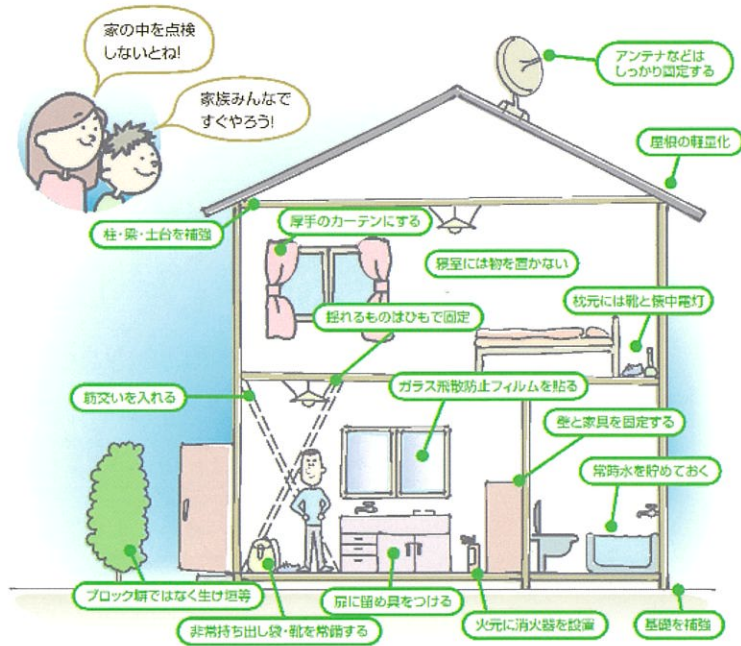 家の中を点検
しないとね!
家族みんなで
すぐやろう!
アンテナなどは
しっかり固定する
屋根の軽量化
柱・梁・土台を補強
厚手のカーテンにする
寝室には物を置かない
揺れるものはひもで固定
枕元には靴と懐中電灯
筋交いを入れる
ガラス飛散防止フィルムを貼る
壁と家具を固定する
常時水を貯めておく
ブロック塀ではなく生け垣等
扉に留め具をつける
火元に消火器を設置
基礎を補強
非常持ち出し袋・靴を常備する